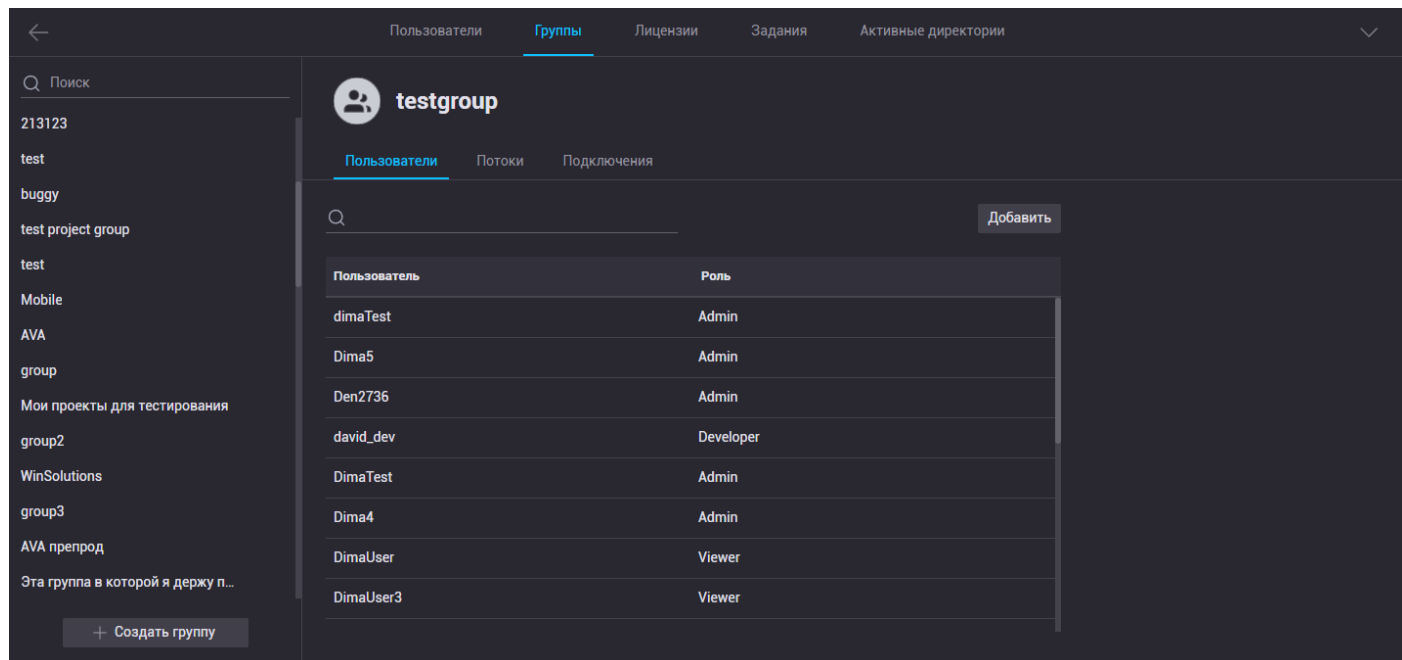 Пользователи Группы Лицензии Задания Активные директории
Поиск
213123
test
buggy
test project group
test
Mobile
AVA
group
Мои проекты для тестирования
group2
WinSolutions
group3
AVA препрод
Эта группа в которой я держу п...
Создать группу
testgroup
Пользователи Потоки Подключения
Добавить
Пользователь Роль
dimaTest Admin
Dima5 Admin
Den2736 Admin
david_dev Developer
DimaTest Admin
Dima4 Admin
DimaUser Viewer
DimaUser3 Viewer